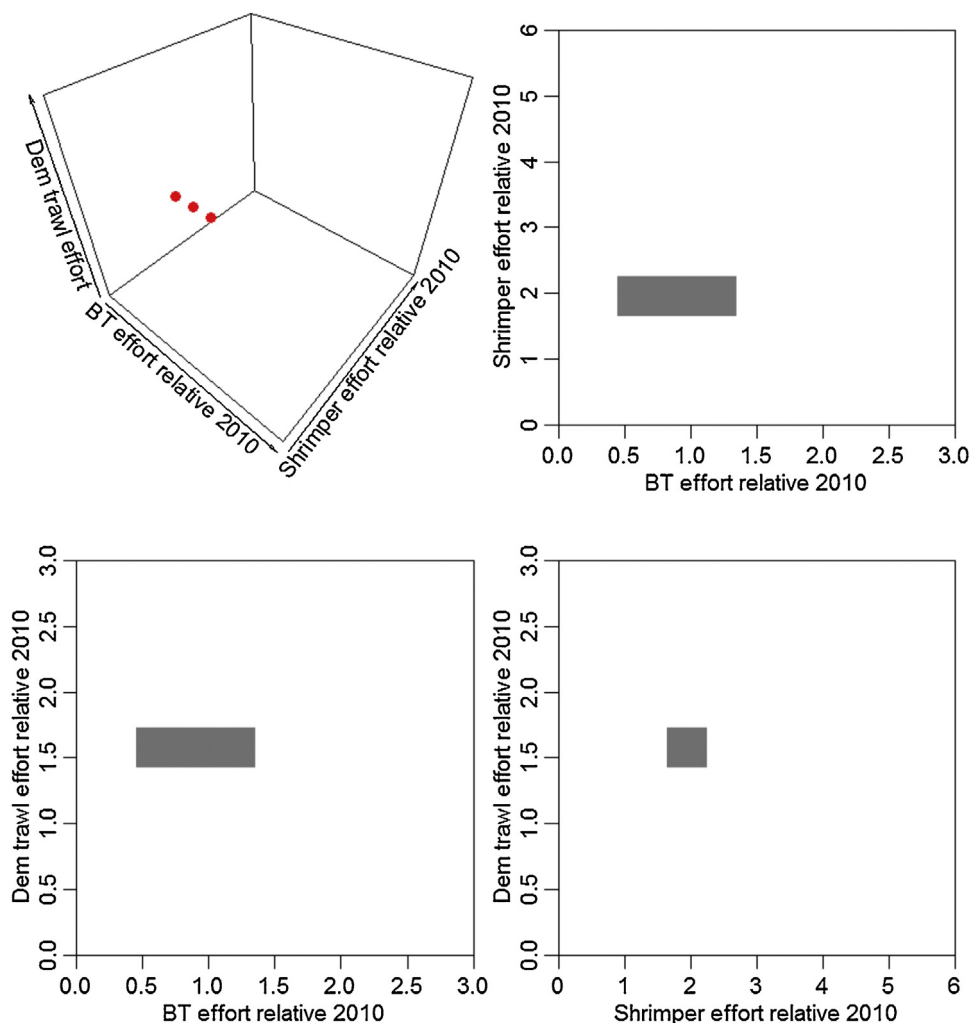 Dem trawl effort
BT effort relative 2010
Shrimper effort relative 2010
Shrimper effort relative 2010
6
5
4
3
2
1
0
0.0 0.5 1.0 1.5 2.0 2.5 3.0
BT effort relative 2010
Dem trawl effort relative 2010
3.0
2.5
2.0
1.5
1.0
0.5
0.0
0.0 0.5 1.0 1.5 2.0 2.5 3.0
BT effort relative 2010
Dem trawl effort relative 2010
3.0
2.5
2.0
1.5
1.0
0.5
0.0
0 1 2 3 4 5 6
Shrimper effort relative 2010